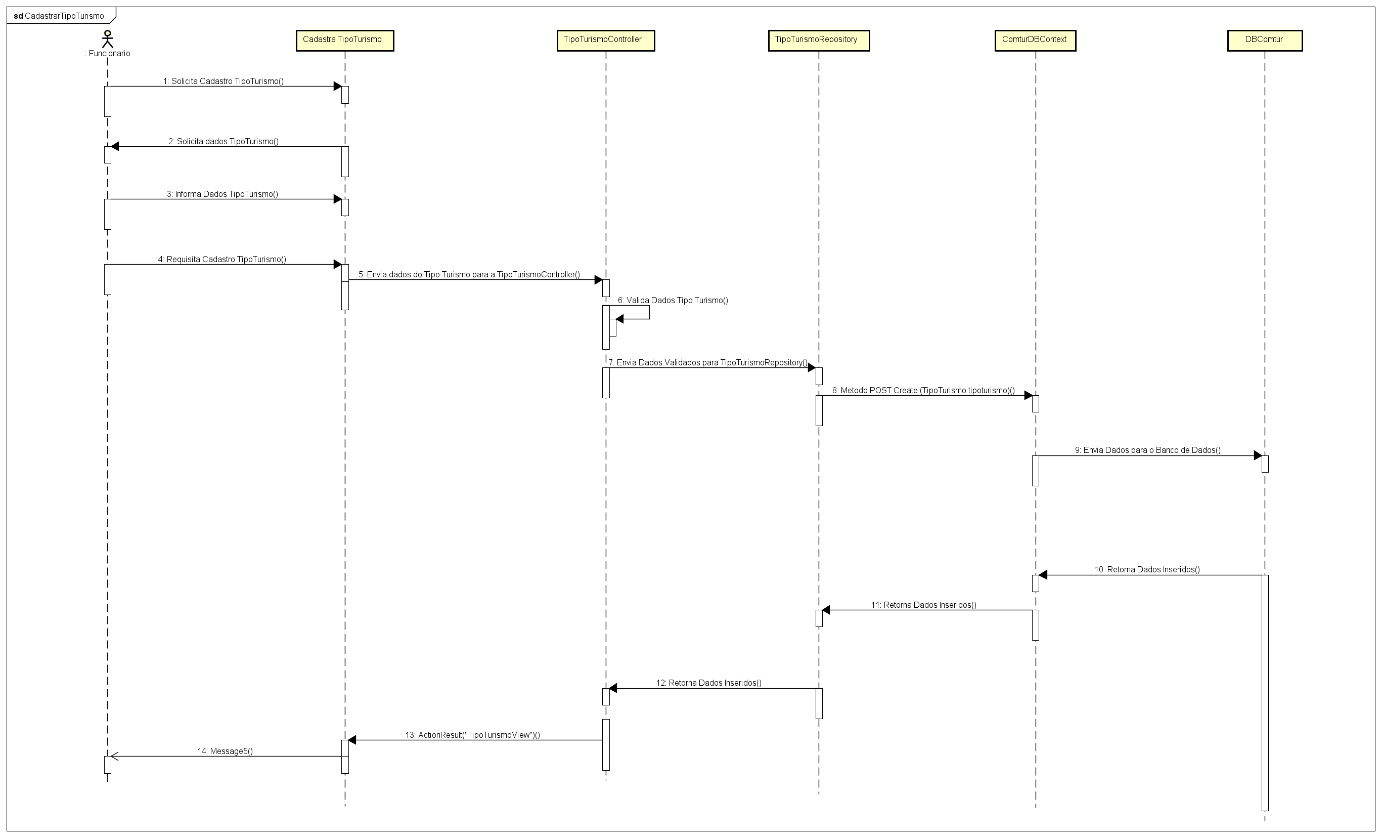 sd CadastrarTipoTurismo
Funcionario
Cadastra TipoTurismo
TipoTurismoController
TipoTurismoRepository
ComturDBContext
DBComtur
1: Solicita Cadastro TipoTurismo()
2: Solicita dados TipoTurismo()
3: Informa Dados TipoTurismo()
4: Requisita Cadastro TipoTurismo()
5: Envia dados do Tipo Turismo para a TipoTurismoController()
6: Valida Dados Tipo Turismo()
7: Envia Dados Validados para TipoTurismoRepository()
8: Metodo POST Create (TipoTurismo tipoturismo)()
9: Envia Dados para o Banco de Dados()
10: Retorna Dados Inseridos()
11: Retorna Dados Inseridos()
12: Retorna Dados Inseridos()
13: ActionResult("TipoTurismoView")()
14: Message5()